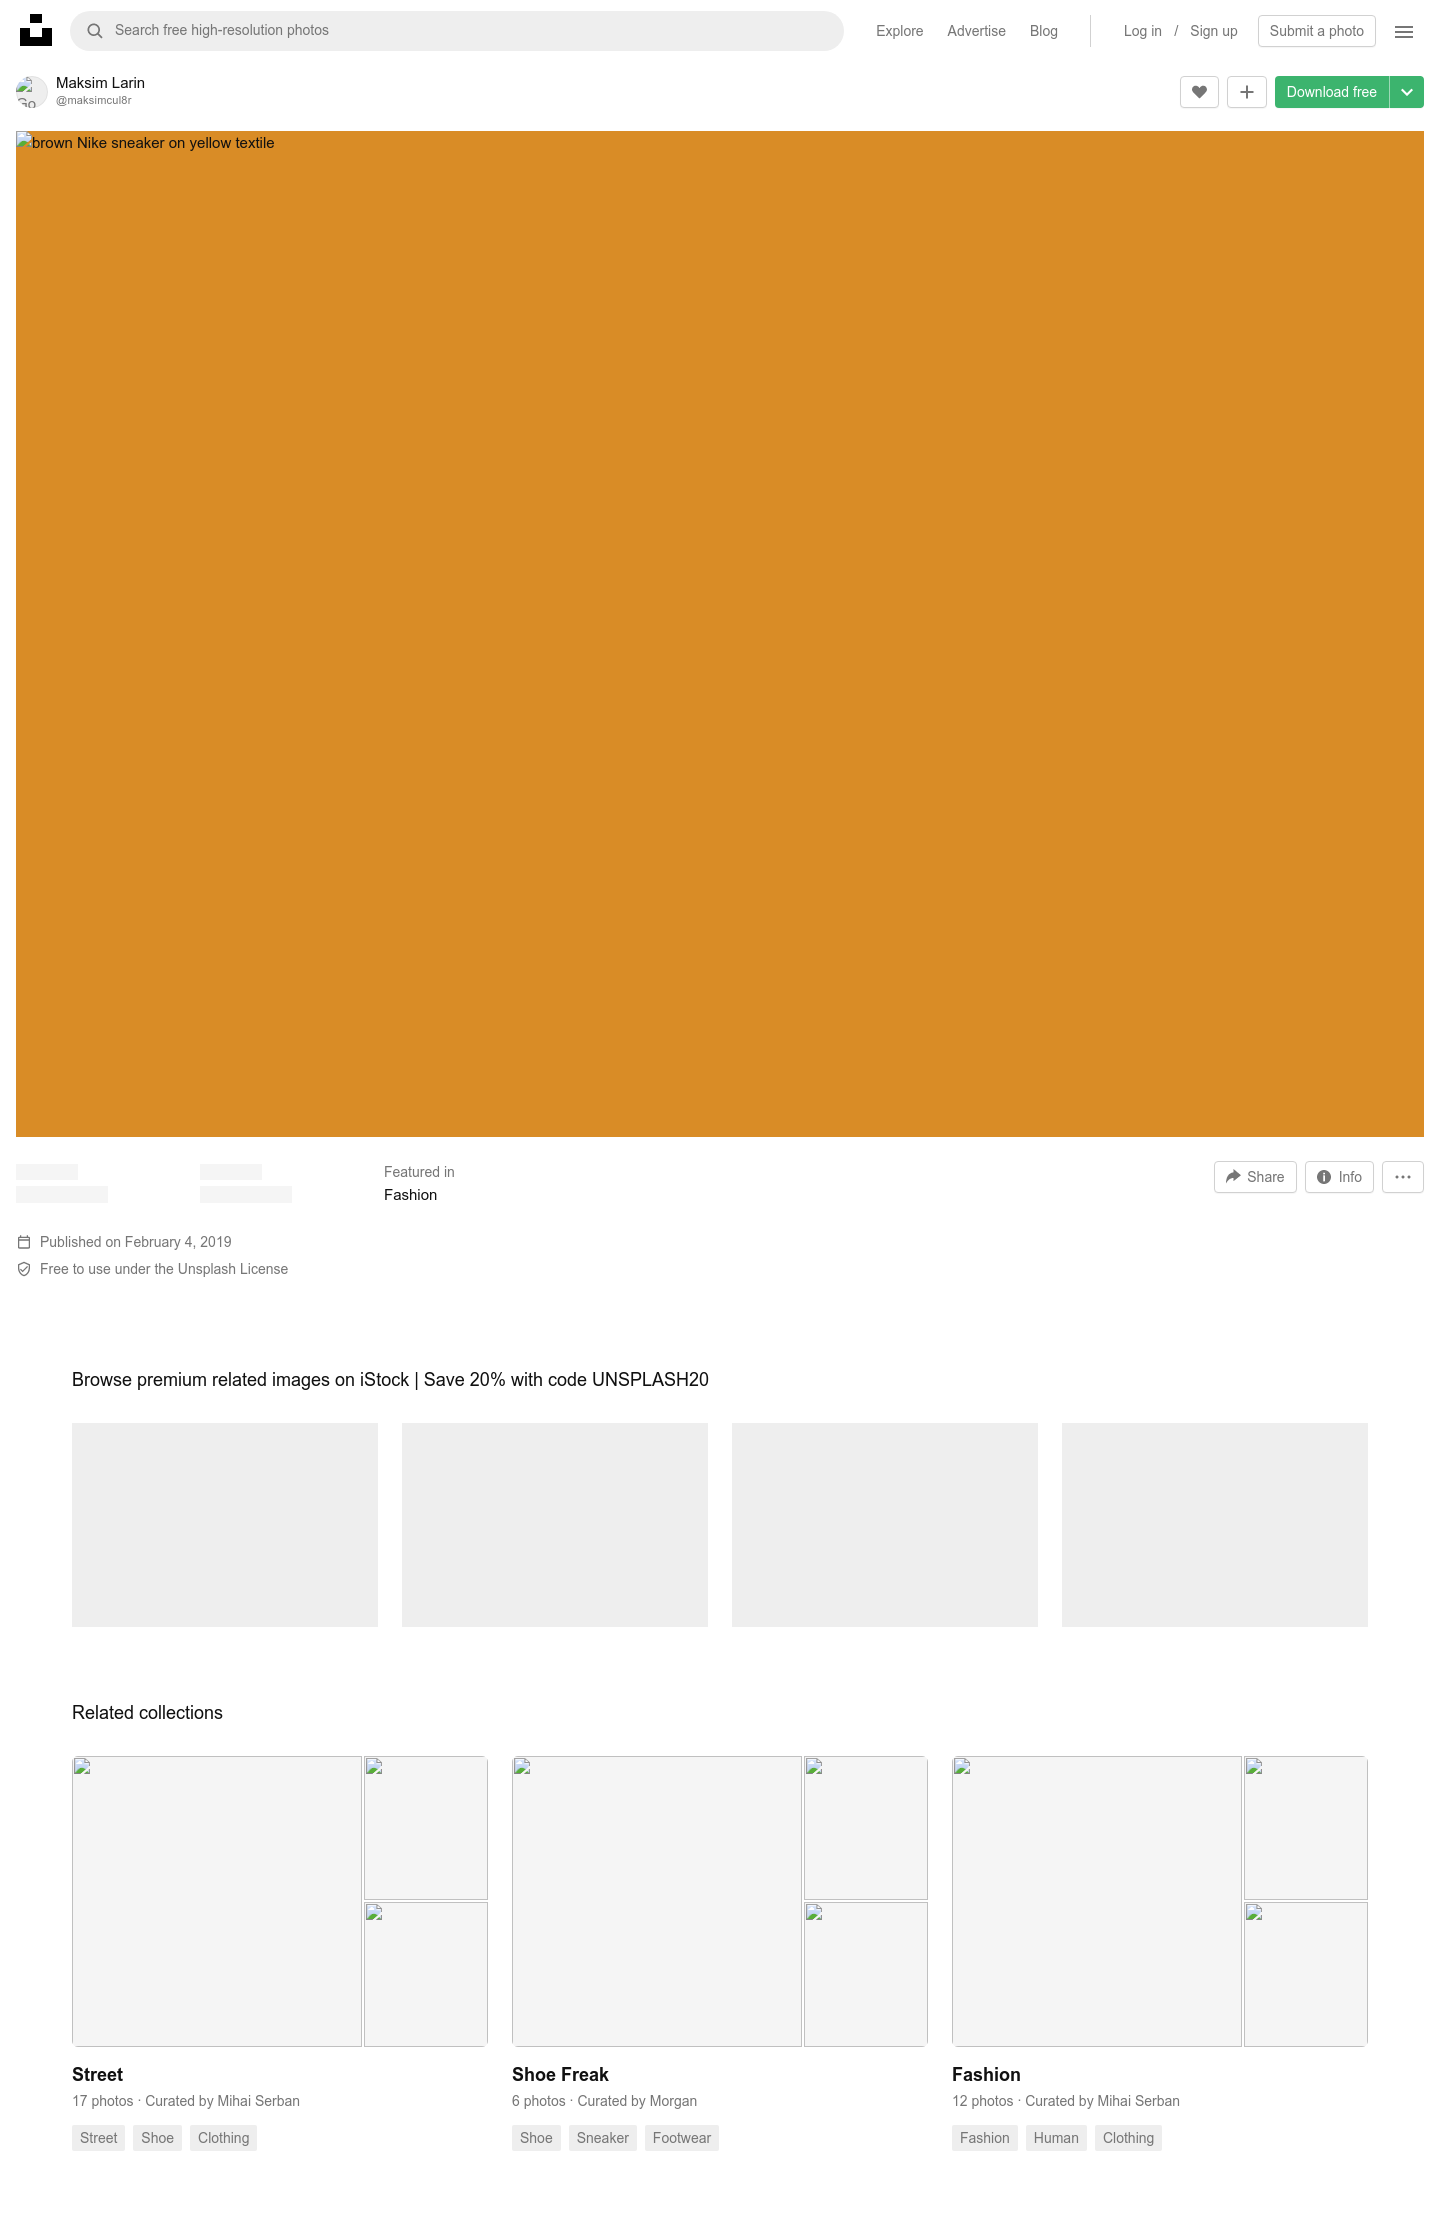 Search free high-resolution photos
Explore
Advertise
Blog
Log in / Sign up
Submit a photo
Maksim Larin
@maksimcul8r
Go
Download free
brown Nike sneaker on yellow textile
Featured in
Fashion
Share
Info
Published on February 4, 2019
Free to use under the Unsplash License
Browse premium related images on iStock | Save 20% with code UNSPLASH20
Related collections
Street
17 photos · Curated by Mihai Serban
Street
Shoe
Clothing
Shoe Freak
6 photos · Curated by Morgan
Shoe
Sneaker
Footwear
Fashion
12 photos · Curated by Mihai Serban
Fashion
Human
Clothing